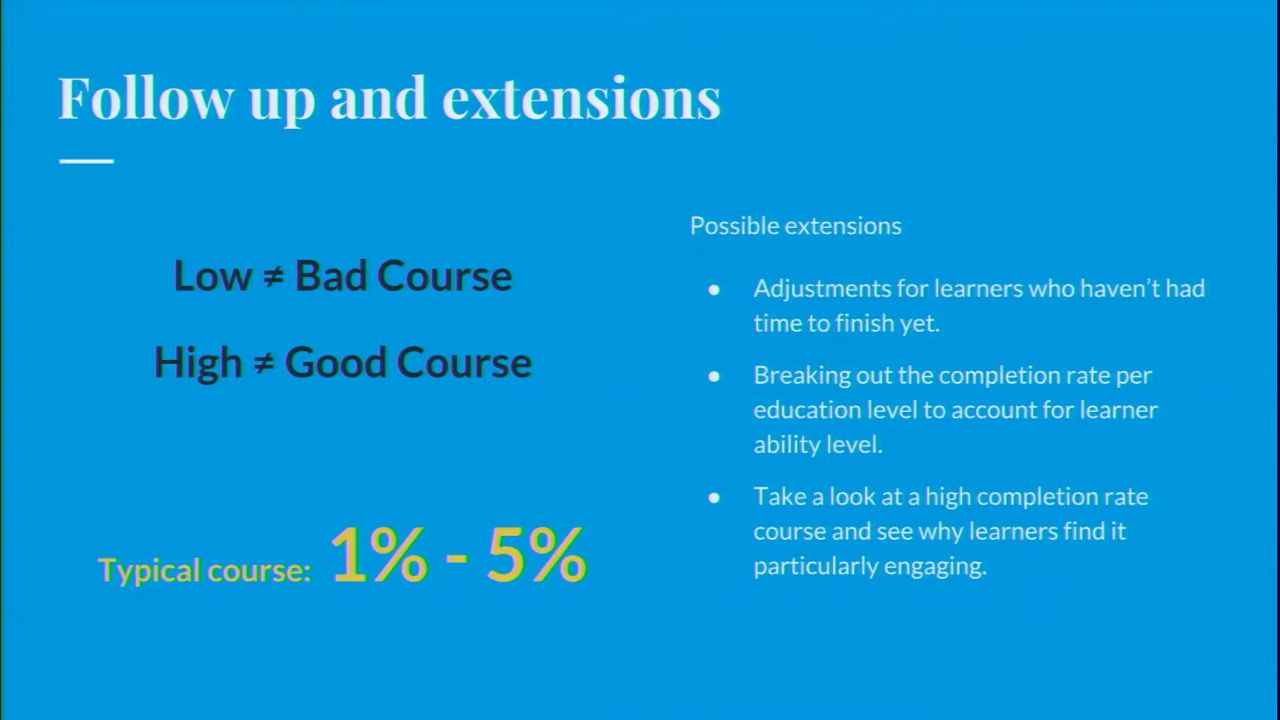 Follow up and extensions
Low ≠ Bad Course
High ≠ Good Course
Typical course: 1% - 5%
Possible extensions
● Adjustments for learners who haven’t had
time to finish yet.
● Breaking out the completion rate per
education level to account for learner
ability level.
● Take a look at a high completion rate
course and see why learners find it
particularly engaging.